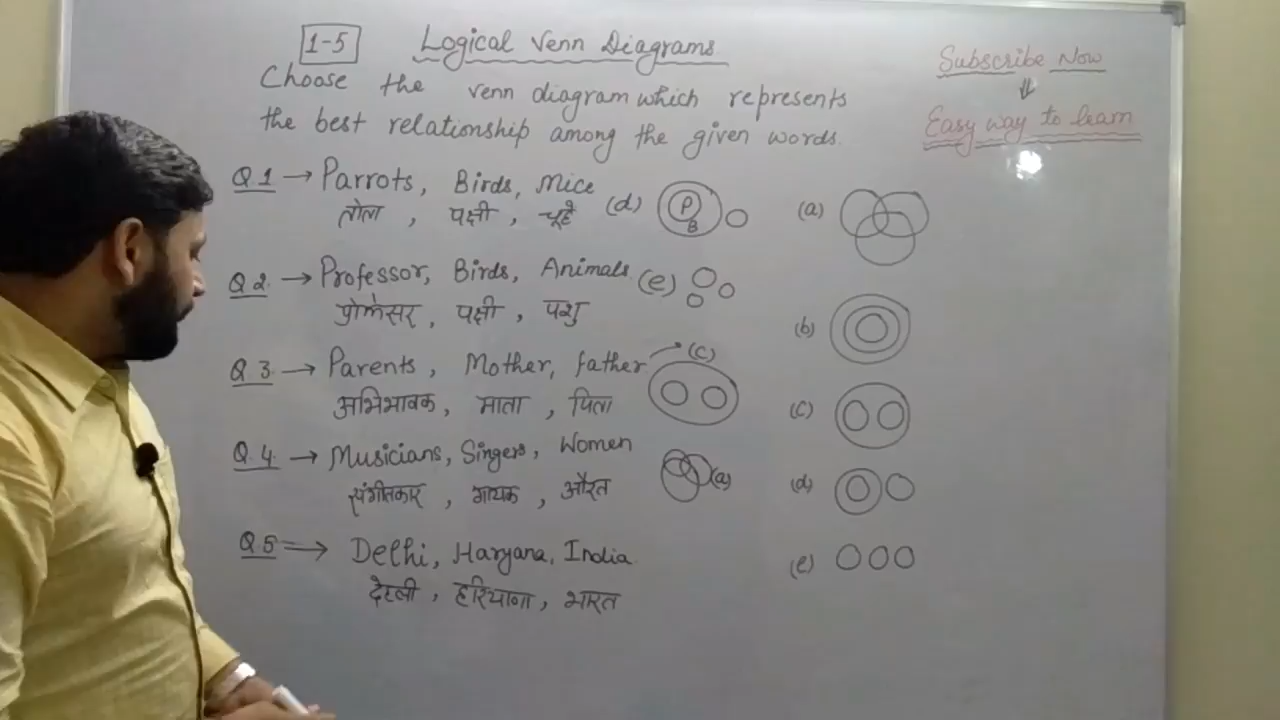 1-5 Logical Venn Diagrams
Subscribe Now
Choose the venn diagram which represents
Easy way to learn
the best relationship among the given words.
Q.1 → Parrots, Birds, Mice (d) P B
तोता , पक्षी , चूहे
(a)
Q.2 → Professor, Birds, Animals (e)
प्रोफेसर, पक्षी , पशु
(b)
Q.3 → Parents, Mother, father → (c)
अभिभावक, माता , पिता
(c)
Q.4 → Musicians, Singers, Women (a)
संगीतकार , गायक , औरत
(d)
Q.5 → Delhi, Haryana, India
देहली , हरियाणा, भारत
(e)